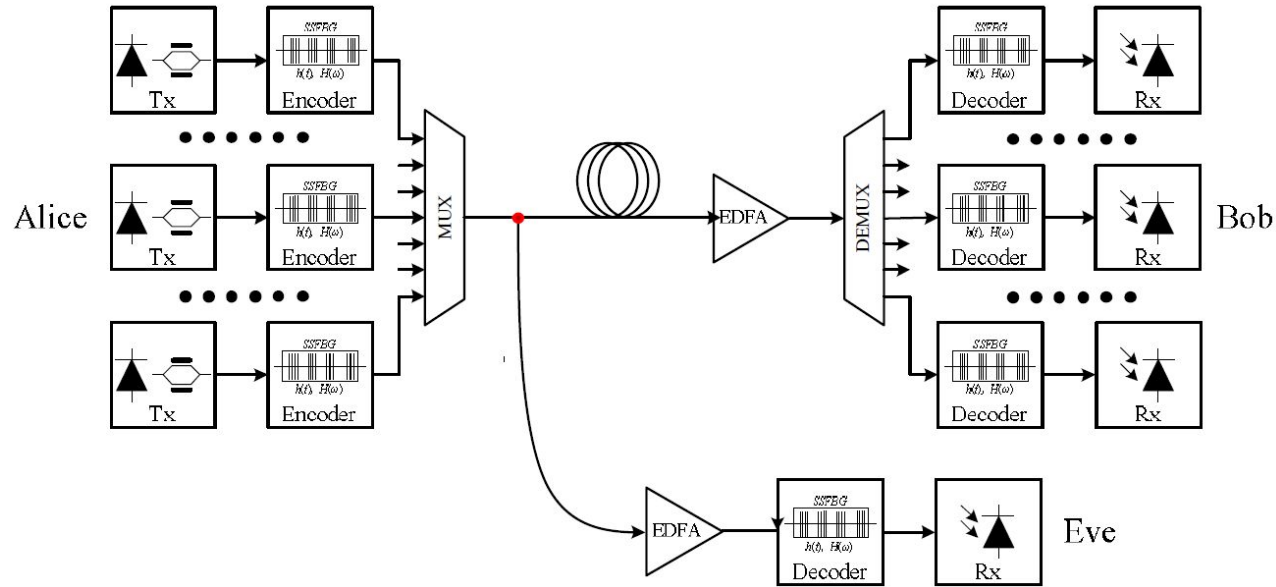 SSFBG
h(t), H(ω)
Tx
Encoder
SSFBG
h(t), H(ω)
Decoder
Rx
Alice
SSFBG
h(t), H(ω)
Tx
Encoder
MUX
EDFA
DEMUX
SSFBG
h(t), H(ω)
Decoder
Rx
Bob
SSFBG
h(t), H(ω)
Tx
Encoder
SSFBG
h(t), H(ω)
Decoder
Rx
EDFA
SSFBG
h(t), H(ω)
Decoder
Rx
Eve